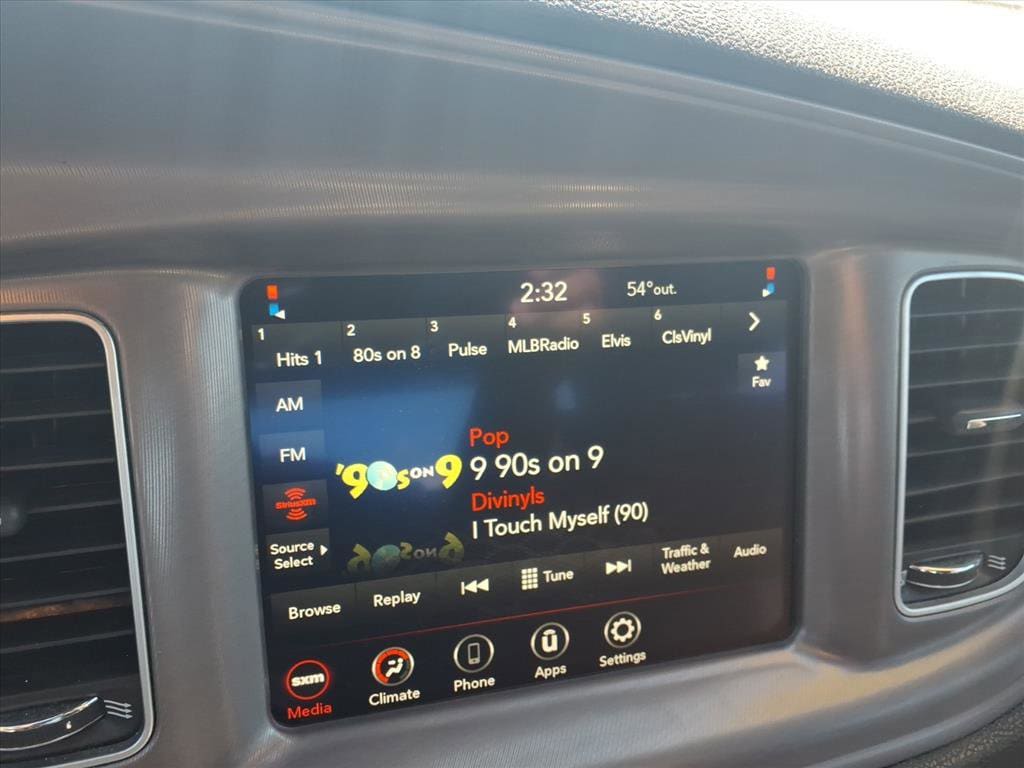 2:32 54°out.
1 2 3 4 5 6
Hits 1 80s on 8 Pulse MLBRadio Elvis ClsVinyl
Fav
AM
FM
SiriusXM
Source
Select
'90s ON 9
Pop
9 90s on 9
Divinyls
I Touch Myself (90)
Browse Replay Tune Traffic &
Weather Audio
sxm
Media Climate Phone Apps Settings